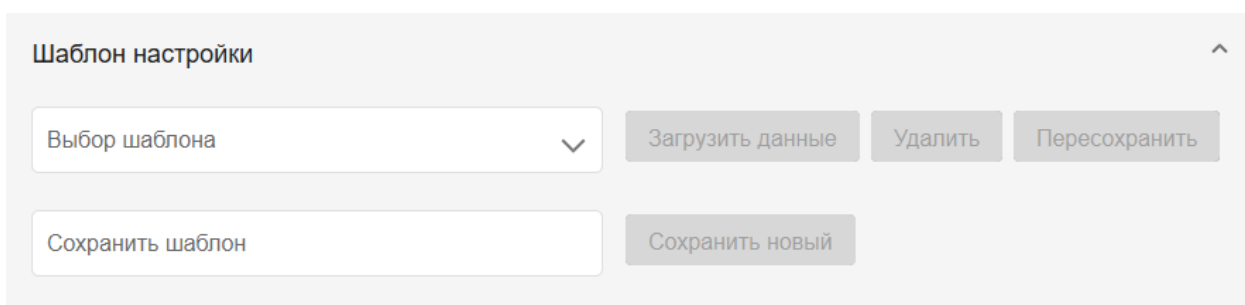 Шаблон настройки
Выбор шаблона Загрузить данные Удалить Пересохранить
Сохранить шаблон Сохранить новый